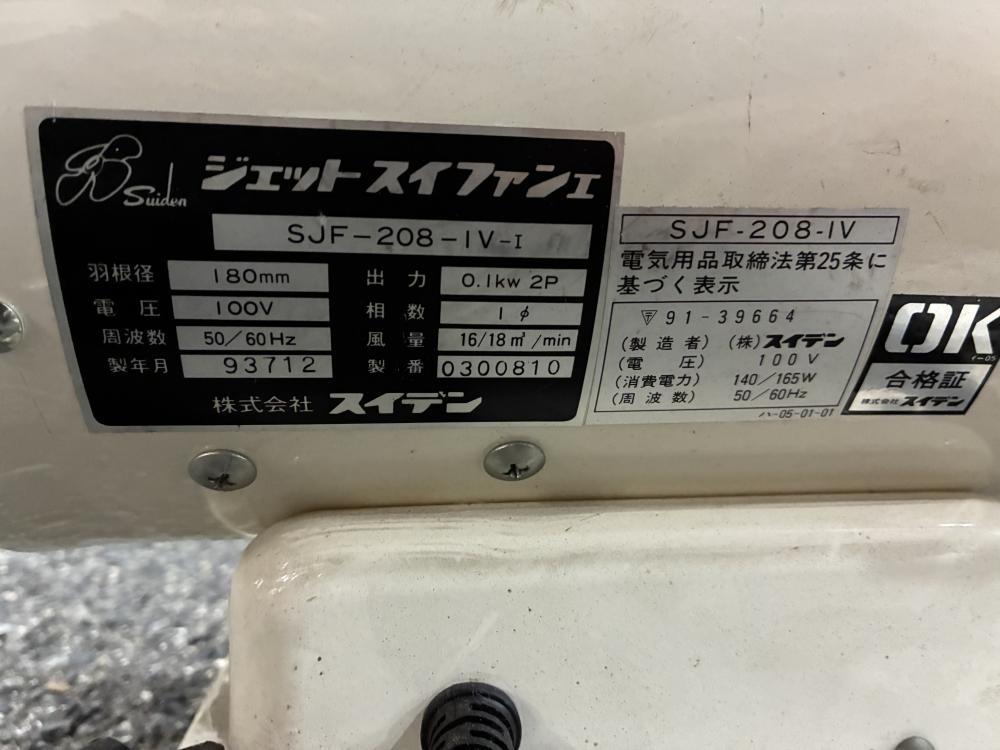 Suiden ジェットスイファンI
SJF-208-IV-I
羽根径 180mm 出力 0.1kw 2P
電圧 100V 相数 1φ
周波数 50/60Hz 風量 16/18㎥/min
製年月 93712 製番 0300810
株式会社 スイデン
SJF-208-IV
電気用品取締法第25条に
基づく表示
91-39664
(製造者) (株)スイデン
(電圧) 100V
(消費電力) 140/165W
(周波数) 50/60Hz
ハ-05-01-01
OK
イ-05
合格証
株式会社スイデン